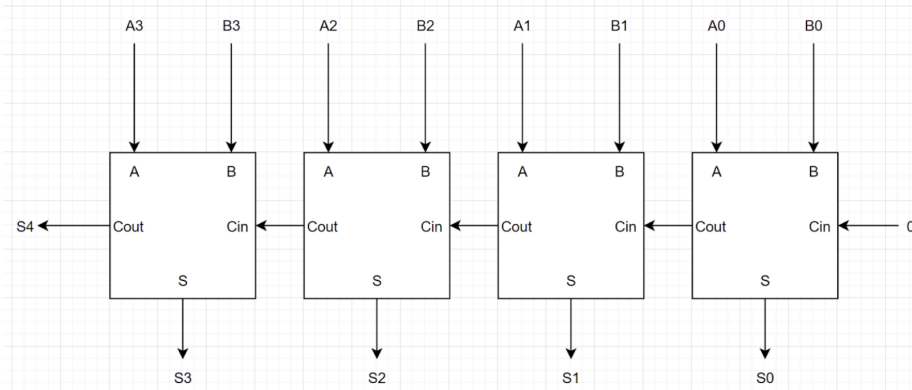 A3 B3 A2 B2 A1 B1 A0 B0
A B A B A B A B
S4 Cout Cin Cout Cin Cout Cin Cout Cin 0
S S S S
S3 S2 S1 S0